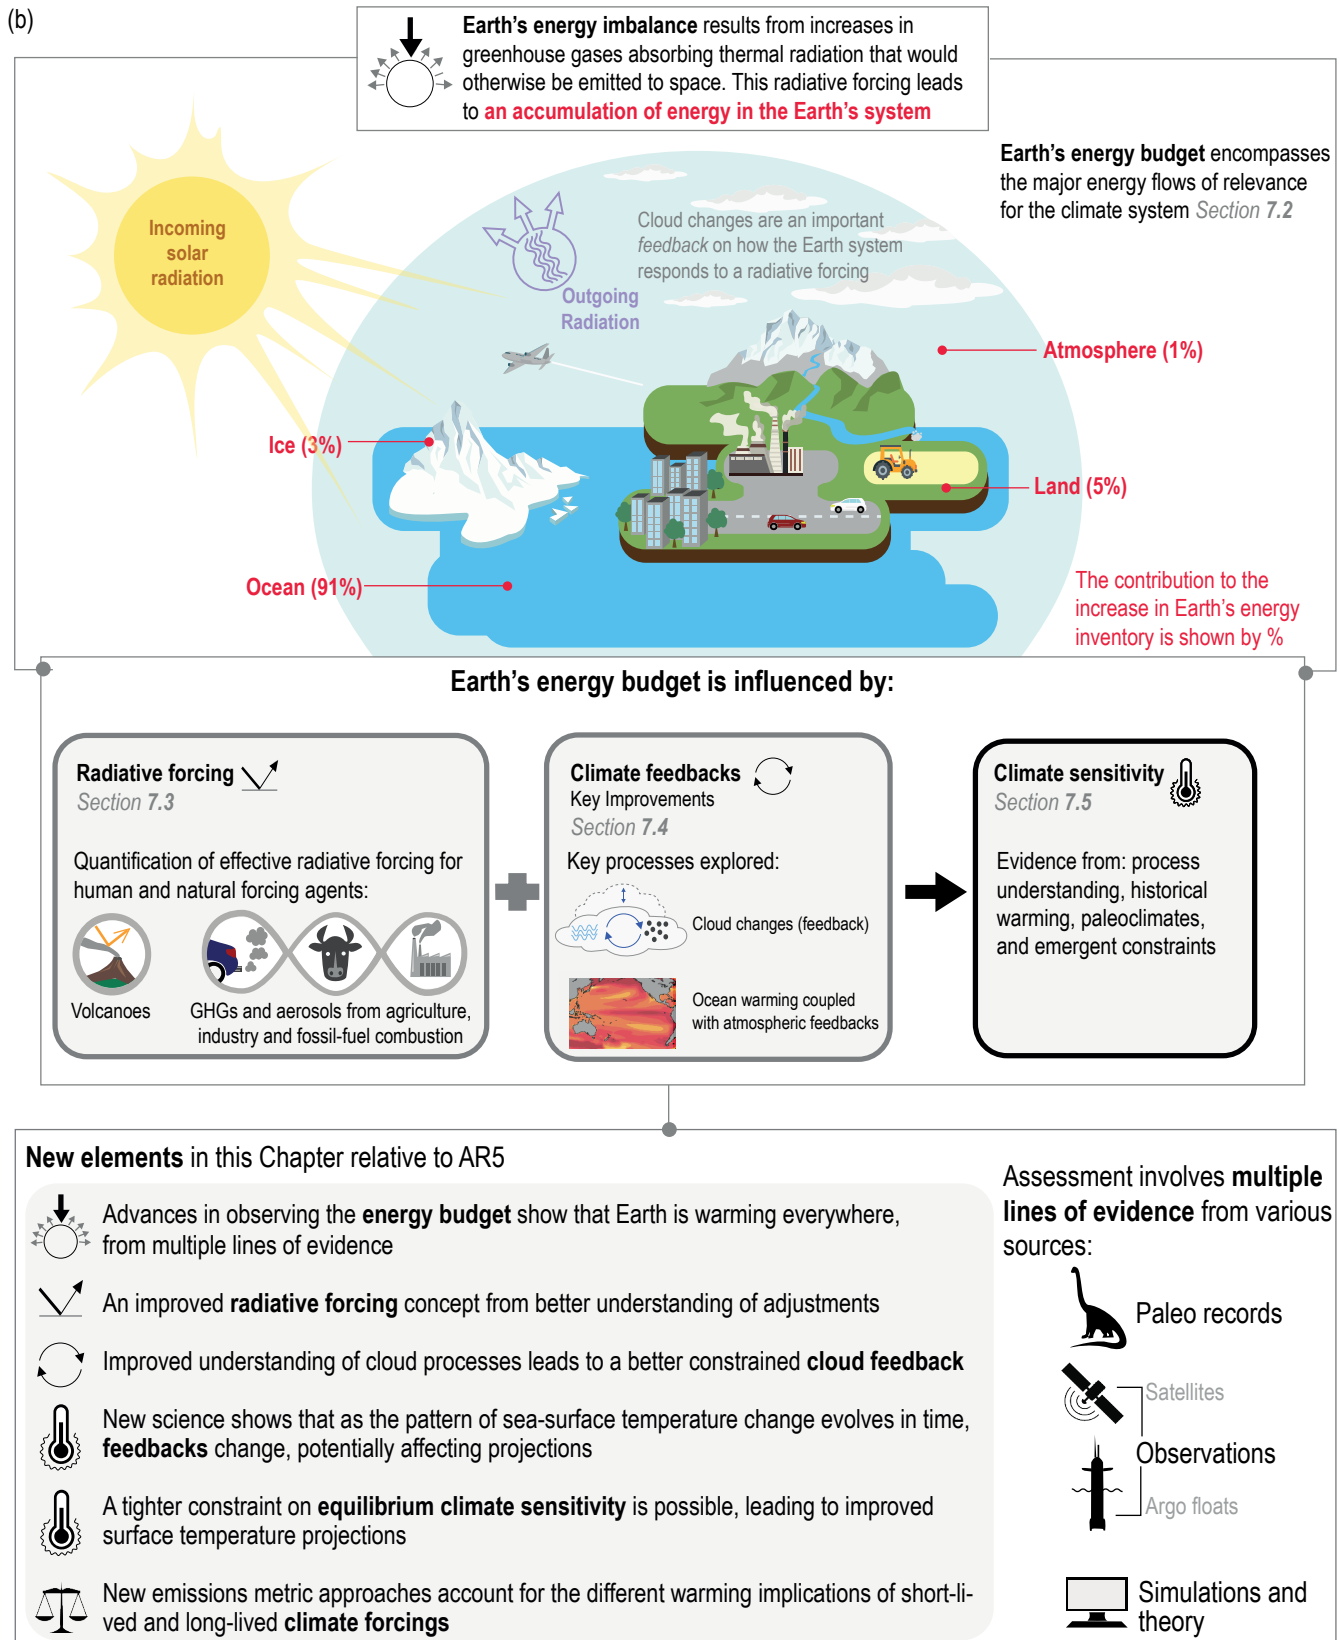 (b)
Earth's energy imbalance results from increases in
greenhouse gases absorbing thermal radiation that would
otherwise be emitted to space. This radiative forcing leads
to an accumulation of energy in the Earth's system
Earth's energy budget encompasses
the major energy flows of relevance
for the climate system Section 7.2
Incoming
solar
radiation
Cloud changes are an important
feedback on how the Earth system
responds to a radiative forcing
Outgoing
Radiation
Atmosphere (1%)
Ice (3%)
Land (5%)
Ocean (91%)
The contribution to the
increase in Earth's energy
inventory is shown by %
Earth's energy budget is influenced by:
Radiative forcing
Section 7.3
Quantification of effective radiative forcing for
human and natural forcing agents:
Volcanoes
GHGs and aerosols from agriculture,
industry and fossil-fuel combustion
Climate feedbacks
Key Improvements
Section 7.4
Key processes explored:
Cloud changes (feedback)
Ocean warming coupled
with atmospheric feedbacks
Climate sensitivity
Section 7.5
Evidence from: process
understanding, historical
warming, paleoclimates,
and emergent constraints
New elements in this Chapter relative to AR5
Advances in observing the energy budget show that Earth is warming everywhere,
from multiple lines of evidence
An improved radiative forcing concept from better understanding of adjustments
Improved understanding of cloud processes leads to a better constrained cloud feedback
New science shows that as the pattern of sea-surface temperature change evolves in time,
feedbacks change, potentially affecting projections
A tighter constraint on equilibrium climate sensitivity is possible, leading to improved
surface temperature projections
New emissions metric approaches account for the different warming implications of short-li-
ved and long-lived climate forcings
Assessment involves multiple
lines of evidence from various
sources:
Paleo records
Satellites
Observations
Argo floats
Simulations and
theory